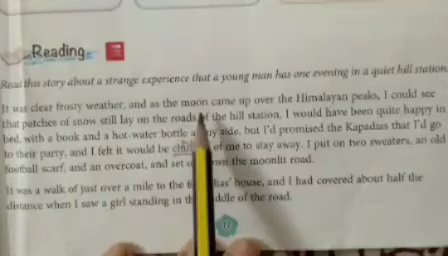 Reading
Read this story about a strange experience that a young man has one evening in a quiet hill station.
It was clear frosty weather, and as the moon came up over the Himalayan peaks, I could see
that patches of snow still lay on the roads of the hill station. I would have been quite happy in
bed, with a book and a hot-water bottle my side, but I'd promised the Kapadias that I'd go
to their party, and I felt it would be of me to stay away. I put on two sweaters, an old
football scarf, and an overcoat, and set the moonlit road.
It was a walk of just over a mile to the house, and I had covered about half the
distance when I saw a girl standing in the of the road.